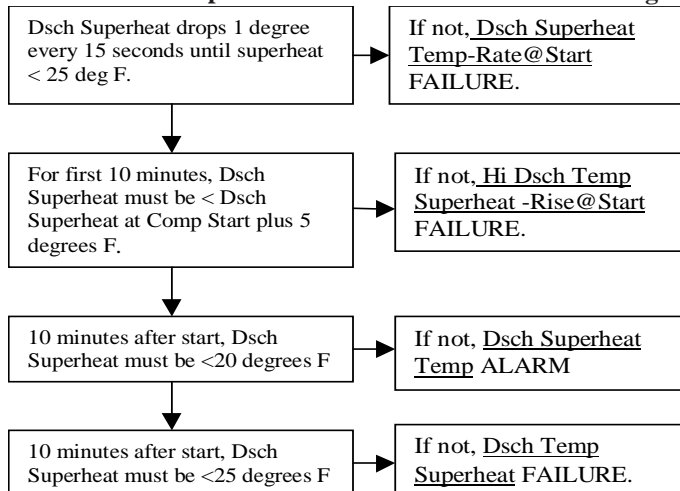 Dsch Superheat drops 1 degree
every 15 seconds until superheat
< 25 deg F.
If not, Dsch Superheat
Temp-Rate@Start
FAILURE.
For first 10 minutes, Dsch
Superheat must be < Dsch
Superheat at Comp Start plus 5
degrees F.
If not, Hi Dsch Temp
Superheat -Rise@Start
FAILURE.
10 minutes after start, Dsch
Superheat must be <20 degrees F
If not, Dsch Superheat
Temp ALARM
10 minutes after start, Dsch
Superheat must be <25 degrees F
If not, Dsch Temp
Superheat FAILURE.